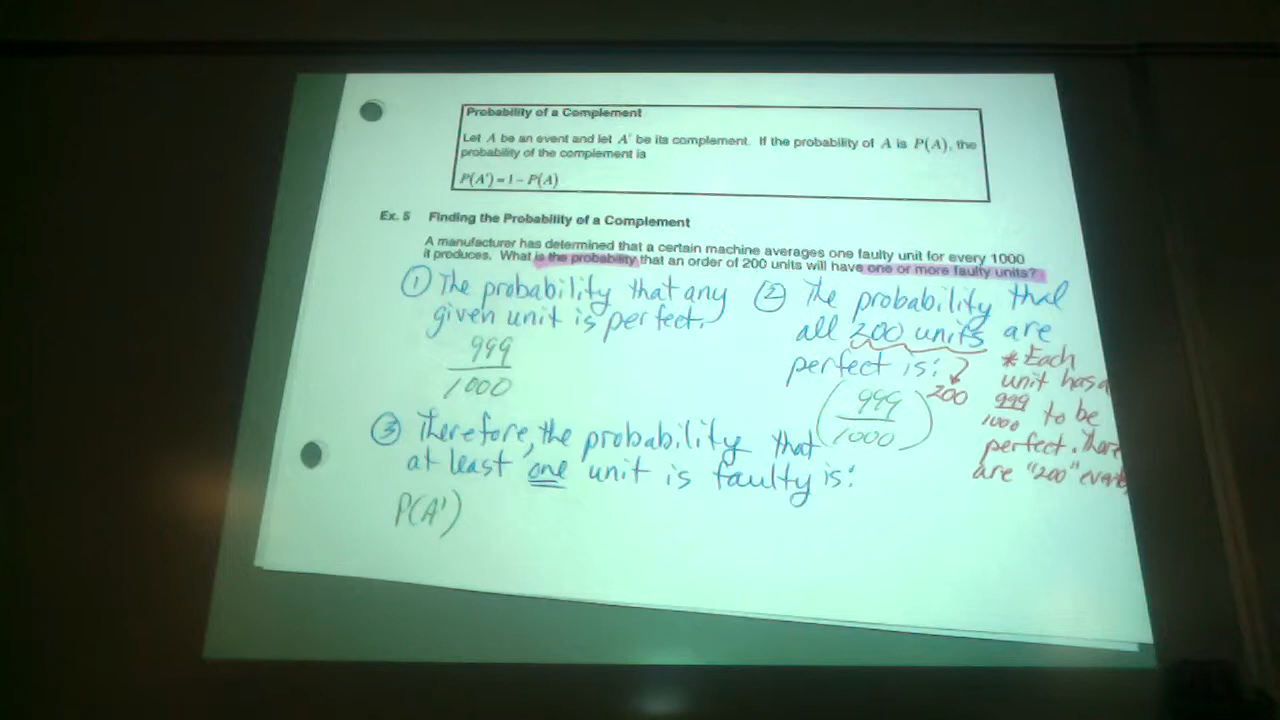 Probability of a Complement
Let A be an event and let A' be its complement. If the probability of A is P(A), the
probability of the complement is
P(A') = 1 - P(A)
Ex. 5 Finding the Probability of a Complement
A manufacturer has determined that a certain machine averages one faulty unit for every 1000
it produces. What is the probability that an order of 200 units will have one or more faulty units?
① The probability that any
given unit is perfect.
999
1000
② The probability that
all 200 units are
perfect is:
(999/1000)^200
* Each
unit has a
999/1000 to be
perfect. There
are "200" events
③ Therefore, the probability that
at least one unit is faulty is:
P(A')